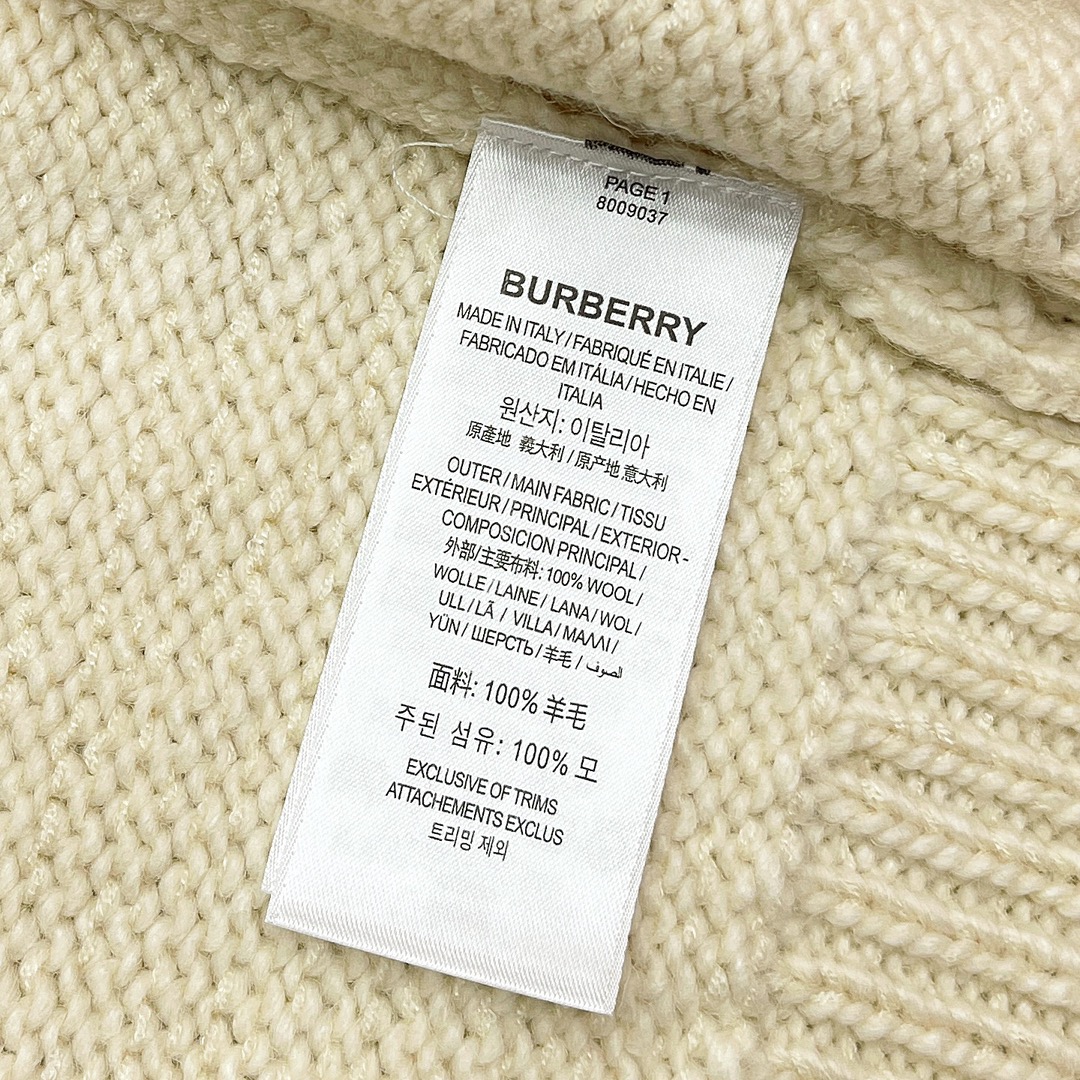 PAGE 1
8009037
BURBERRY
MADE IN ITALY / FABRIQUÉ EN ITALIE /
FABRICADO EM ITÁLIA / HECHO EN
ITALIA
원산지: 이탈리아
原產地 義大利 / 原产地 意大利
OUTER / MAIN FABRIC / TISSU
EXTÉRIEUR / PRINCIPAL / EXTERIOR -
COMPOSICION PRINCIPAL /
外部/主要布料: 100% WOOL /
WOLLE / LAINE / LANA / WOL /
ULL / LÃ / VILLA / ΜΑΛΛΙ /
YÜN / ШЕРСТЬ / 羊毛 / الصوف
面料: 100% 羊毛
주된 섬유: 100% 모
EXCLUSIVE OF TRIMS
ATTACHEMENTS EXCLUS
트리밍 제외